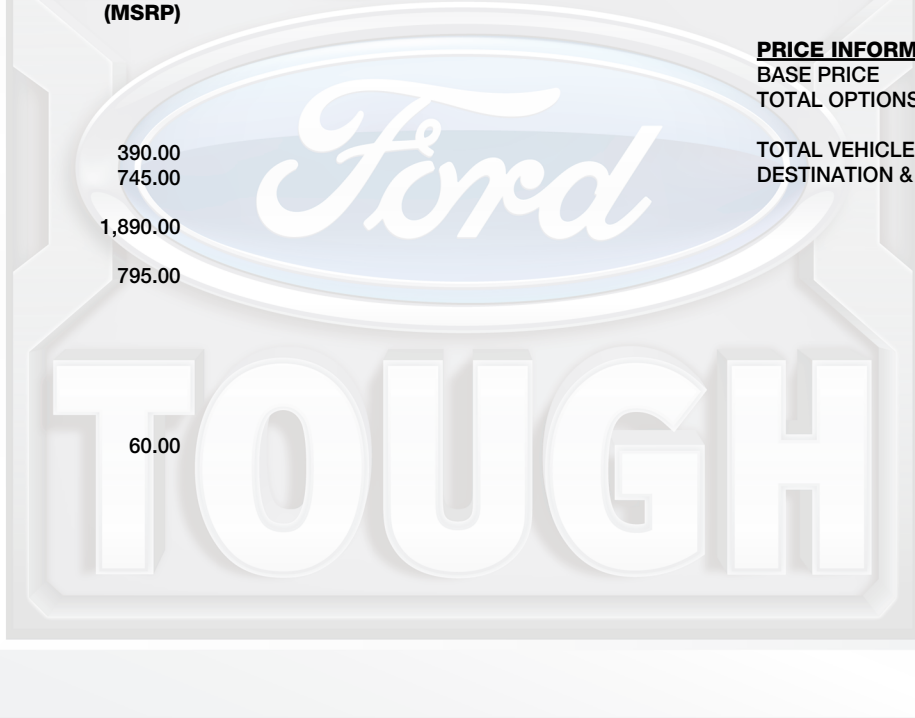 (MSRP)
PRICE INFORM
BASE PRICE
TOTAL OPTIONS
390.00
TOTAL VEHICLE
745.00
DESTINATION &
1,890.00
795.00
60.00
Ford
TOUGH